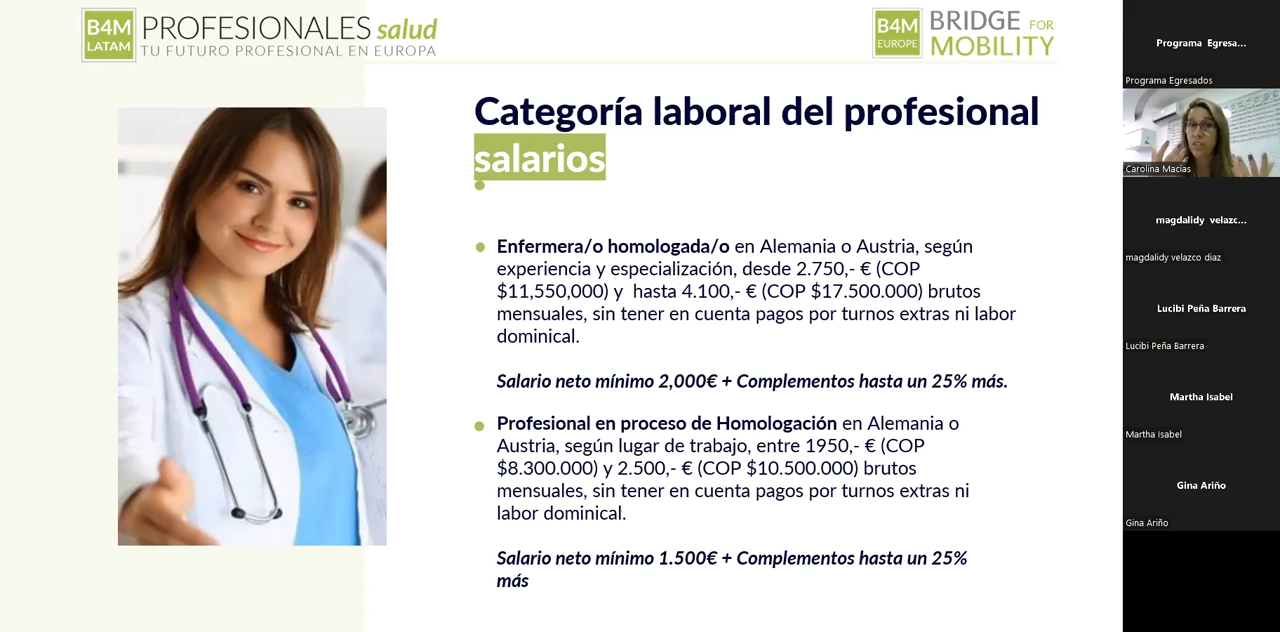 B4M
LATAM
PROFESIONALES salud
TU FUTURO PROFESIONAL EN EUROPA
B4M
EUROPE
BRIDGE FOR
MOBILITY
Categoría laboral del profesional
salarios
Enfermera/o homologada/o en Alemania o Austria, según
experiencia y especialización, desde 2.750,- € (COP
$11,550,000) y hasta 4.100,- € (COP $17.500.000) brutos
mensuales, sin tener en cuenta pagos por turnos extras ni labor
dominical.
Salario neto mínimo 2,000€ + Complementos hasta un 25% más.
Profesional en proceso de Homologación en Alemania o
Austria, según lugar de trabajo, entre 1950,- € (COP
$8.300.000) y 2.500,- € (COP $10.500.000) brutos
mensuales, sin tener en cuenta pagos por turnos extras ni
labor dominical.
Salario neto mínimo 1.500€ + Complementos hasta un 25%
más
Programa Egresa...
Programa Egresados
Carolina Macías
magdalidy velazc...
magdalidy velazco diaz
Lucibi Peña Barrera
Lucibi Peña Barrera
Martha Isabel
Martha Isabel
Gina Ariño
Gina Ariño